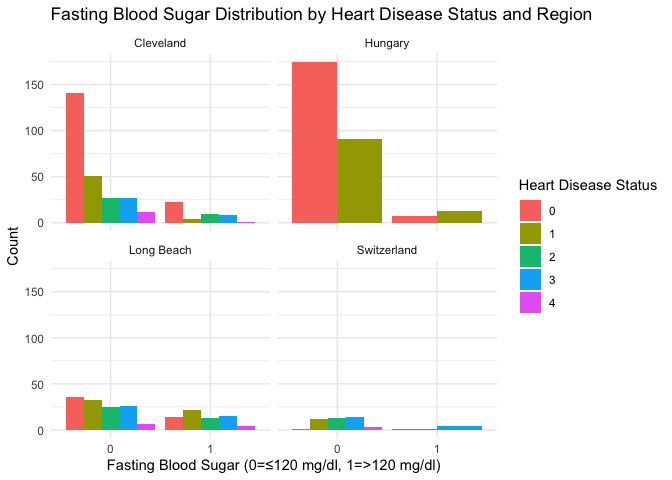 Fasting Blood Sugar Distribution by Heart Disease Status and Region
Cleveland
Hungary
150
100
50
0
Long Beach
Switzerland
150
100
50
0
Count
0
1
0
1
Fasting Blood Sugar (0=≤120 mg/dl, 1=>120 mg/dl)
Heart Disease Status
0
1
2
3
4